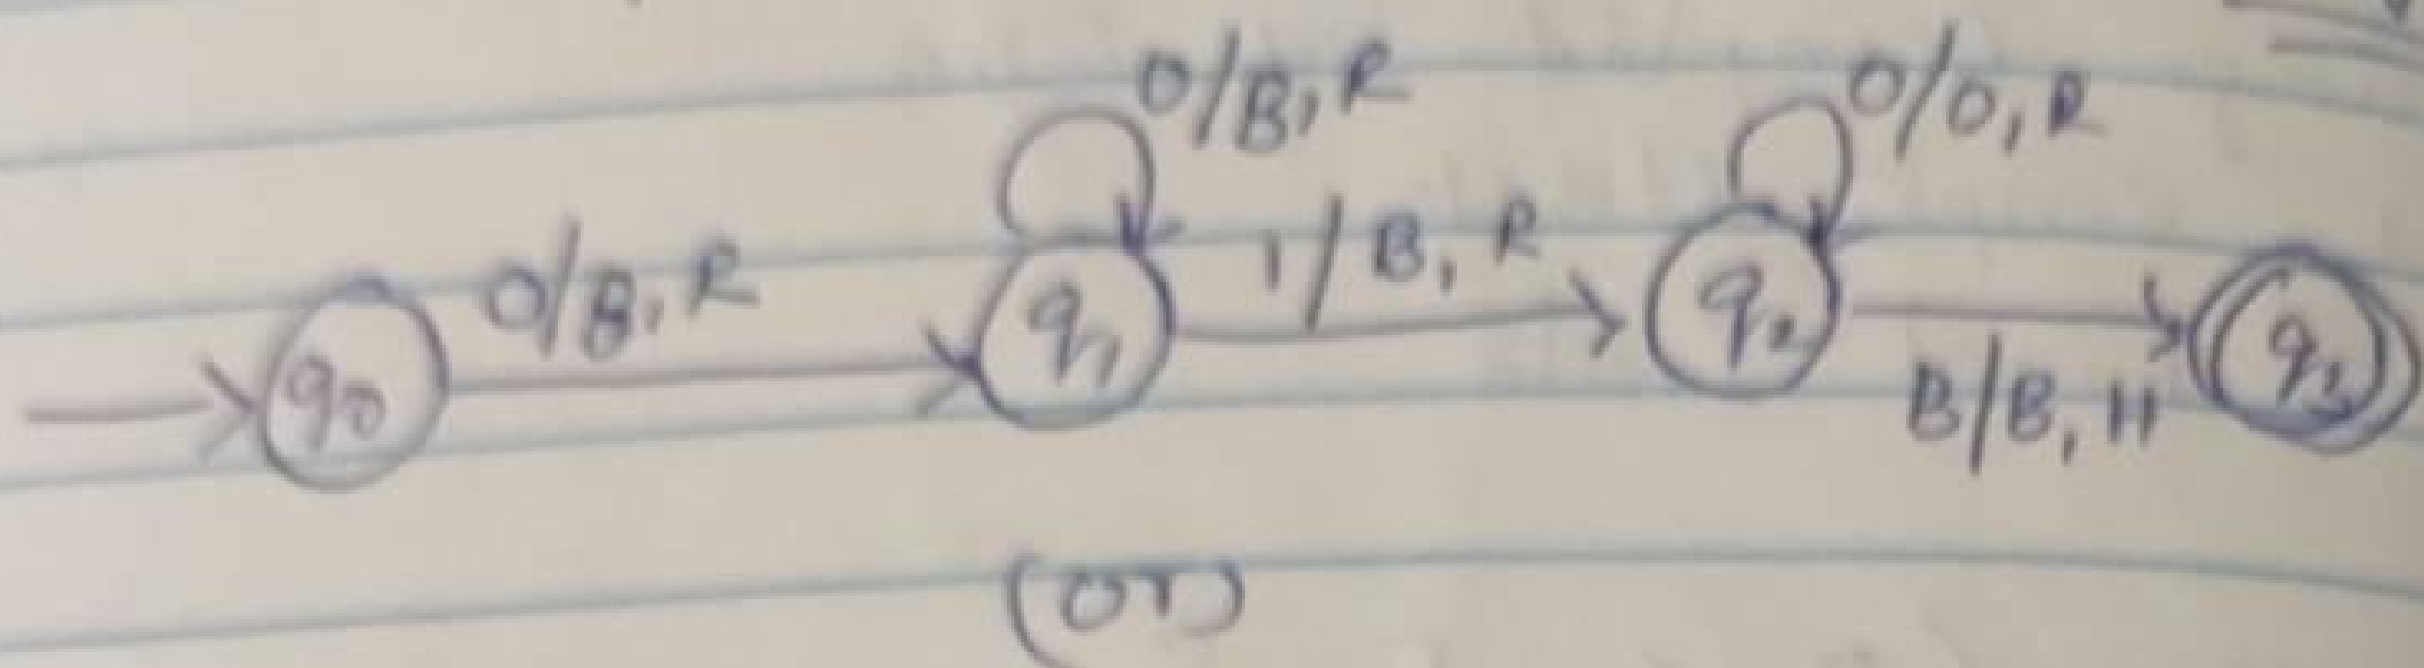 0/B, R 0/0, R
0/B, R 1/B, R
q0 q1 q2 q3
B/B, H
(or)